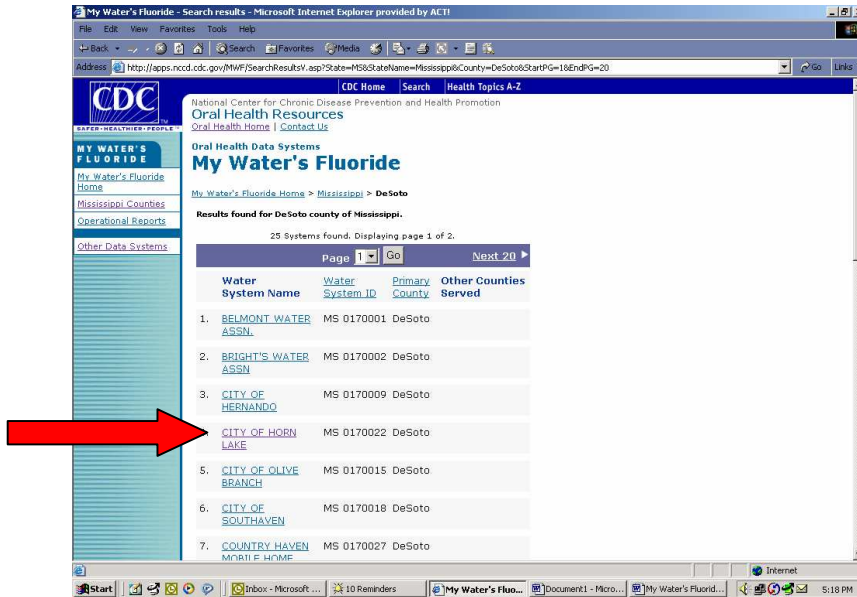 My Water's Fluoride - Search results - Microsoft Internet Explorer provided by ACT!
File Edit View Favorites Tools Help
Back Search Favorites Media
Address http://apps.nccd.cdc.gov/MWF/SearchResultsV.asp?State=MS&StateName=Mississippi&County=DeSoto&StartPG=1&EndPG=20 Go Links
CDC Home Search Health Topics A-Z
CDC
TM
SAFER·HEALTHIER·PEOPLE™
National Center for Chronic Disease Prevention and Health Promotion
Oral Health Resources
Oral Health Home | Contact Us
MY WATER'S
FLUORIDE
My Water's Fluoride
Home
Mississippi Counties
Operational Reports
Other Data Systems
Oral Health Data Systems
My Water's Fluoride
My Water's Fluoride Home > Mississippi > DeSoto
Results found for DeSoto county of Mississippi.
25 Systems found. Displaying page 1 of 2.
Page 1 Go Next 20
Water System Name Water System ID Primary County Other Counties Served
1. BELMONT WATER ASSN. MS 0170001 DeSoto
2. BRIGHT'S WATER ASSN MS 0170002 DeSoto
3. CITY OF HERNANDO MS 0170009 DeSoto
CITY OF HORN LAKE MS 0170022 DeSoto
5. CITY OF OLIVE BRANCH MS 0170015 DeSoto
6. CITY OF SOUTHAVEN MS 0170018 DeSoto
7. COUNTRY HAVEN MOBILE HOME MS 0170027 DeSoto
Internet
Start Inbox - Microsoft ... 10 Reminders My Water's Fluo... Document1 - Micro... My Water's Fluorid... 5:18 PM